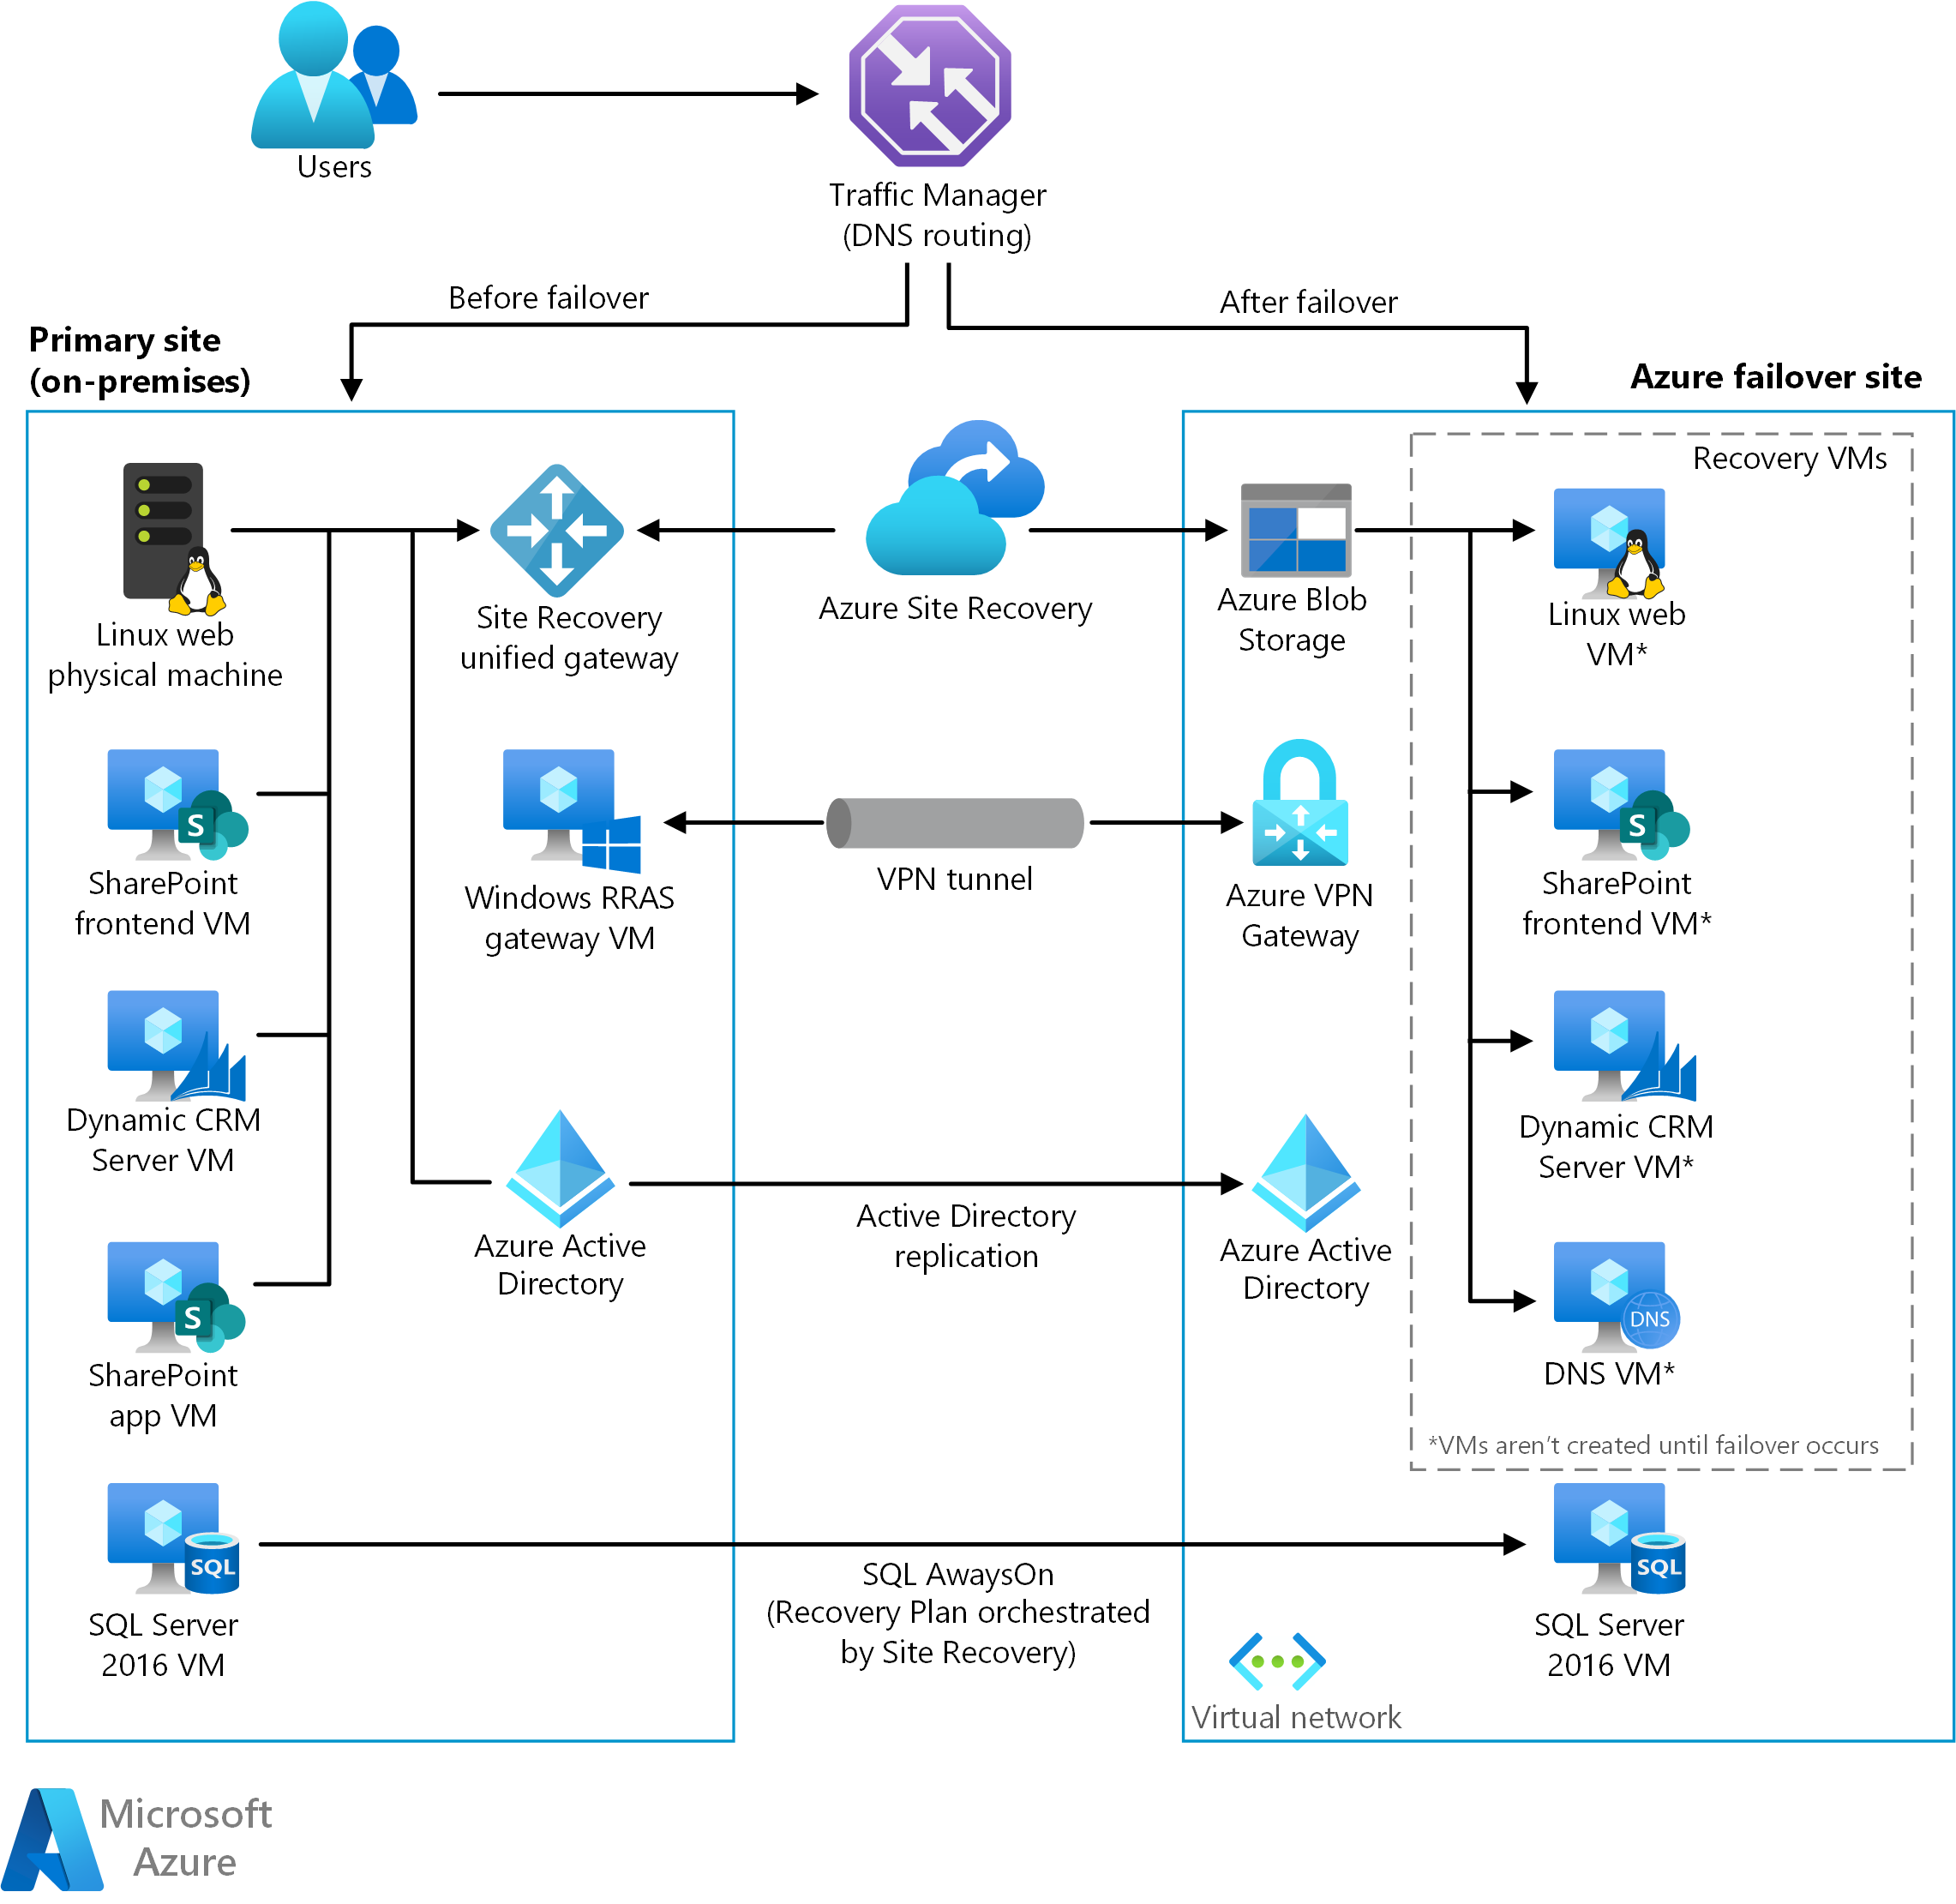 Users
Traffic Manager
(DNS routing)
Before failover
After failover
Primary site
(on-premises)
Azure failover site
Recovery VMs
Linux web
physical machine
Site Recovery
unified gateway
Azure Site Recovery
Azure Blob
Storage
Linux web
VM*
S
SharePoint
frontend VM
Windows RRAS
gateway VM
VPN tunnel
Azure VPN
Gateway
S
SharePoint
frontend VM*
Dynamic CRM
Server VM
Dynamic CRM
Server VM*
Azure Active
Directory
Active Directory
replication
Azure Active
Directory
S
SharePoint
app VM
DNS
DNS VM*
*VMs aren't created until failover occurs
SQL
SQL Server
2016 VM
SQL AwaysOn
(Recovery Plan orchestrated
by Site Recovery)
SQL
SQL Server
2016 VM
Virtual network
Microsoft
Azure